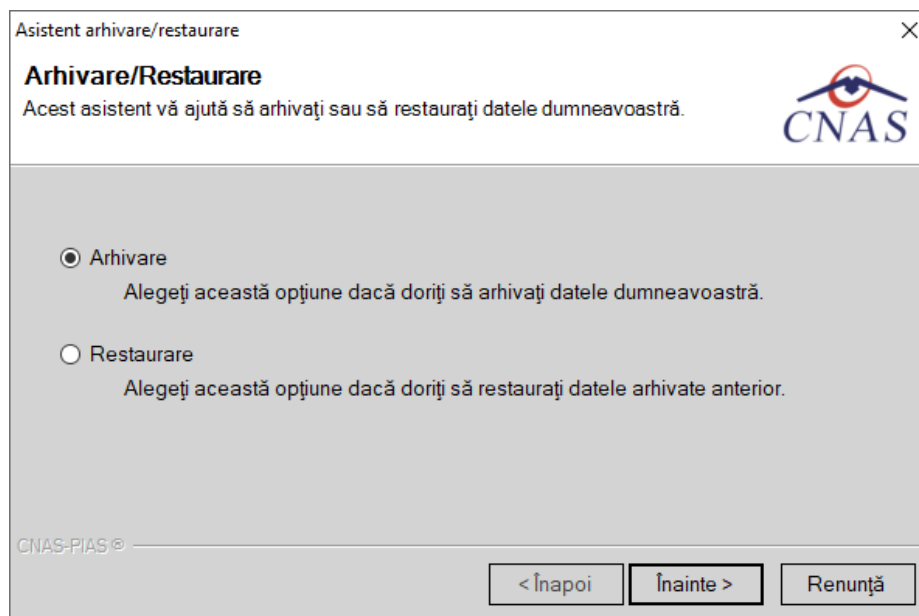 Asistent arhivare/restaurare
Arhivare/Restaurare
Acest asistent vă ajută să arhivaţi sau să restauraţi datele dumneavoastră.
CNAS
Arhivare
Alegeţi această opţiune dacă doriţi să arhivaţi datele dumneavoastră.
Restaurare
Alegeţi această opţiune dacă doriţi să restauraţi datele arhivate anterior.
CNAS-PIAS ®
< Înapoi Înainte > Renunţă